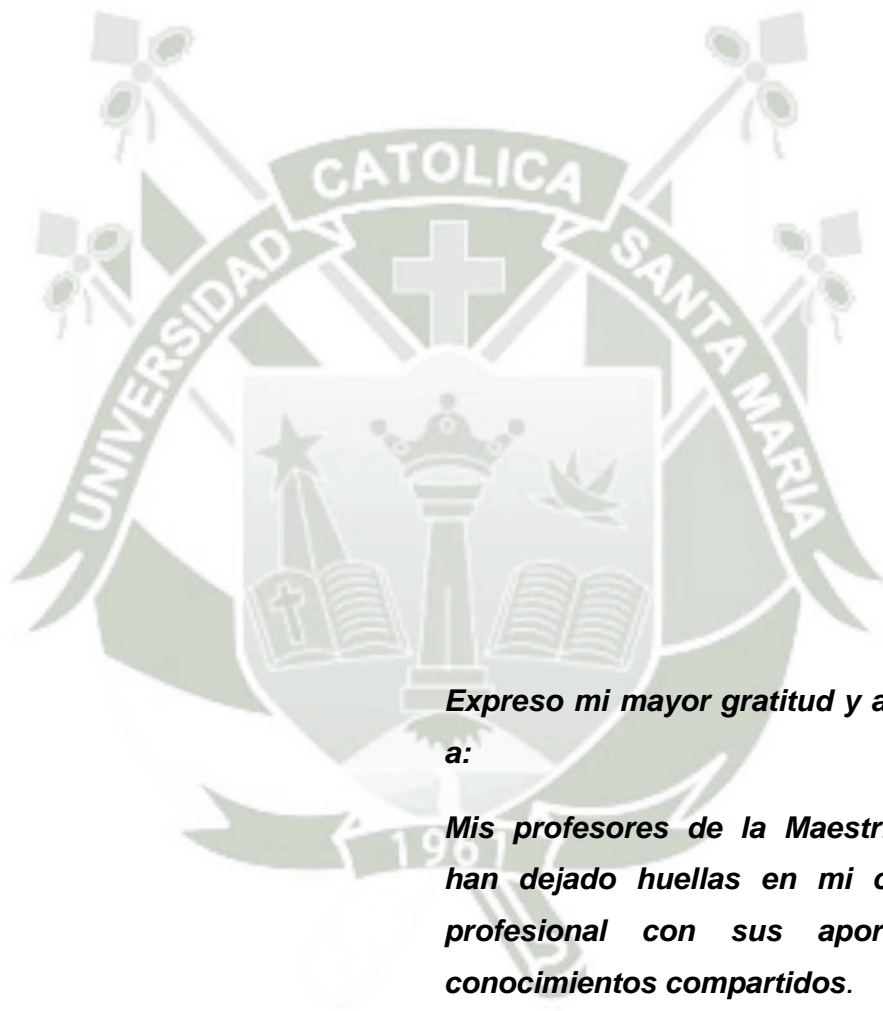 CATOLICA
UNIVERSIDAD
SANTA MARIA
Expreso mi mayor gratitud y a
a:
Mis profesores de la Maestr
han dejado huellas en mi
profesional con sus apor
conocimientos compartidos.
1961